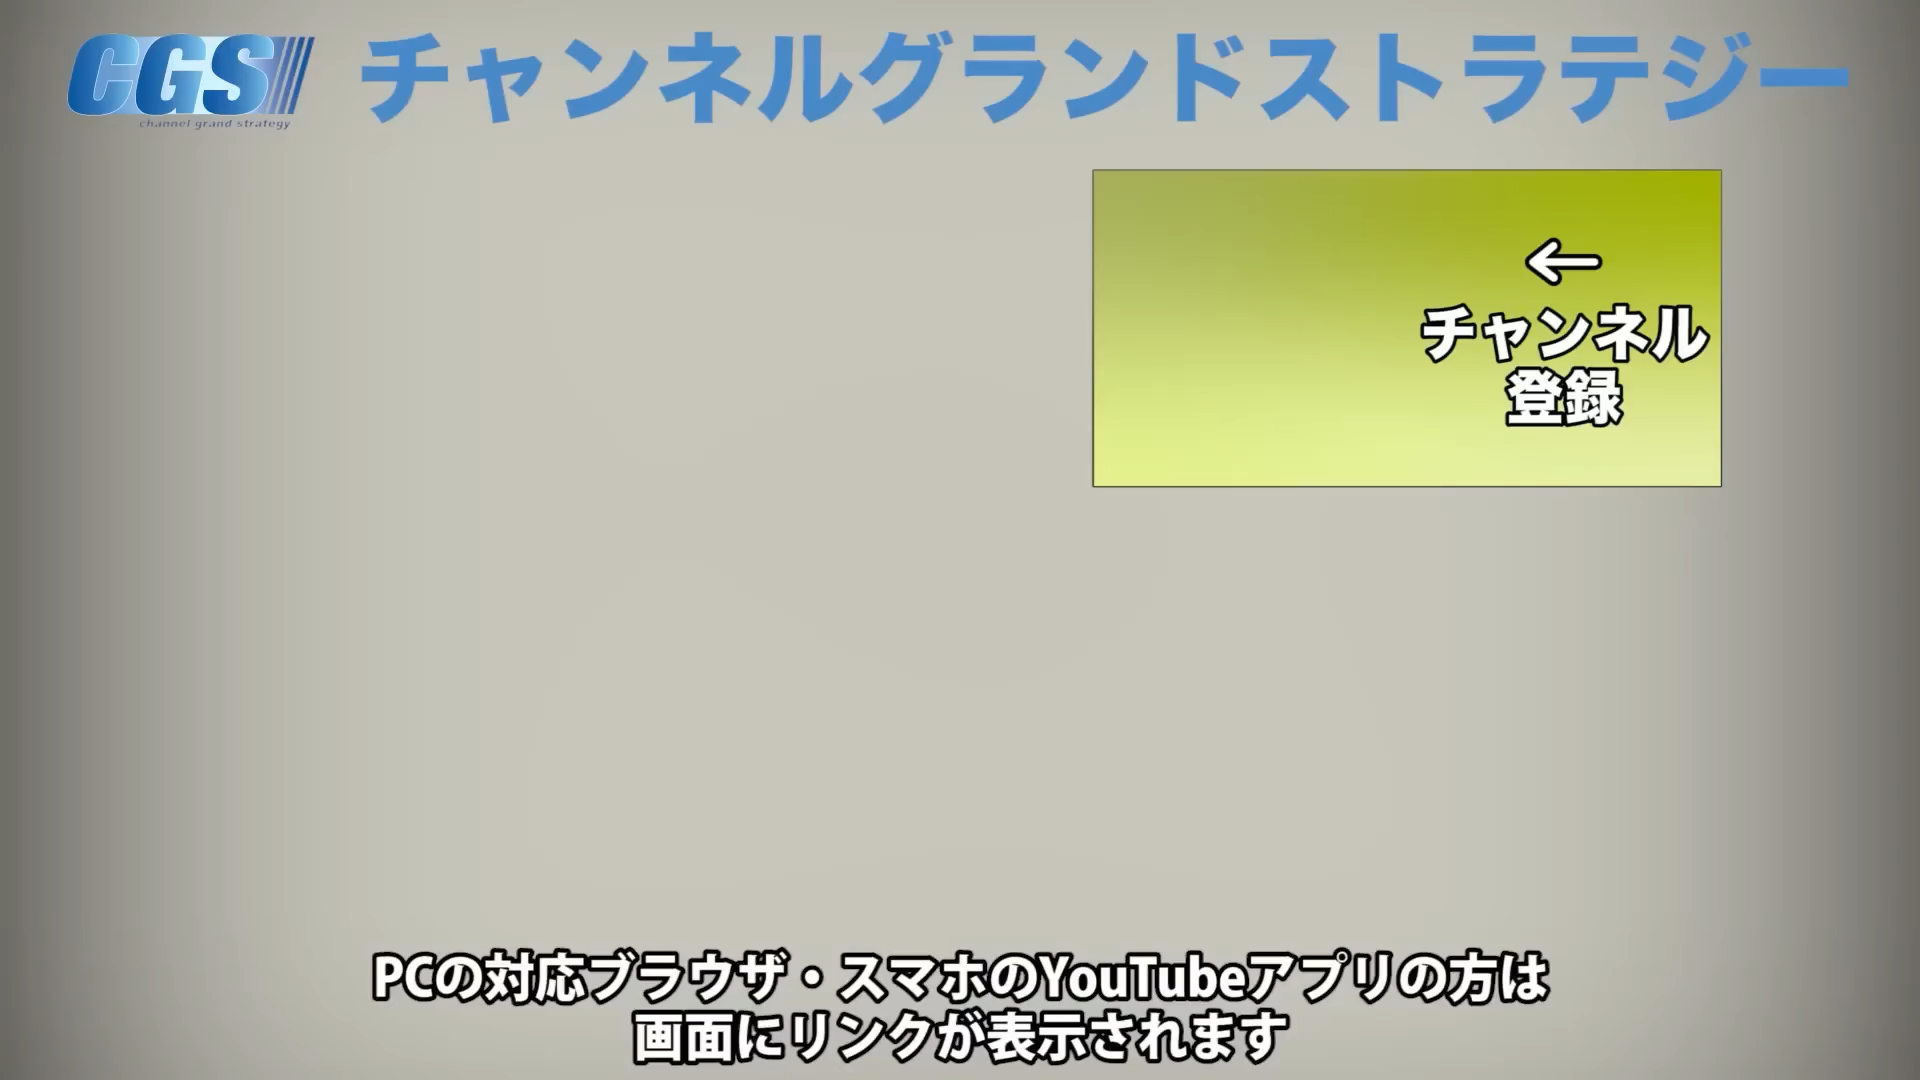 CGS
channel grand strategy
チャンネルグランドストラテジー
←
チャンネル
登録
PCの対応ブラウザ・スマホのYouTubeアプリの方は
画面にリンクが表示されます